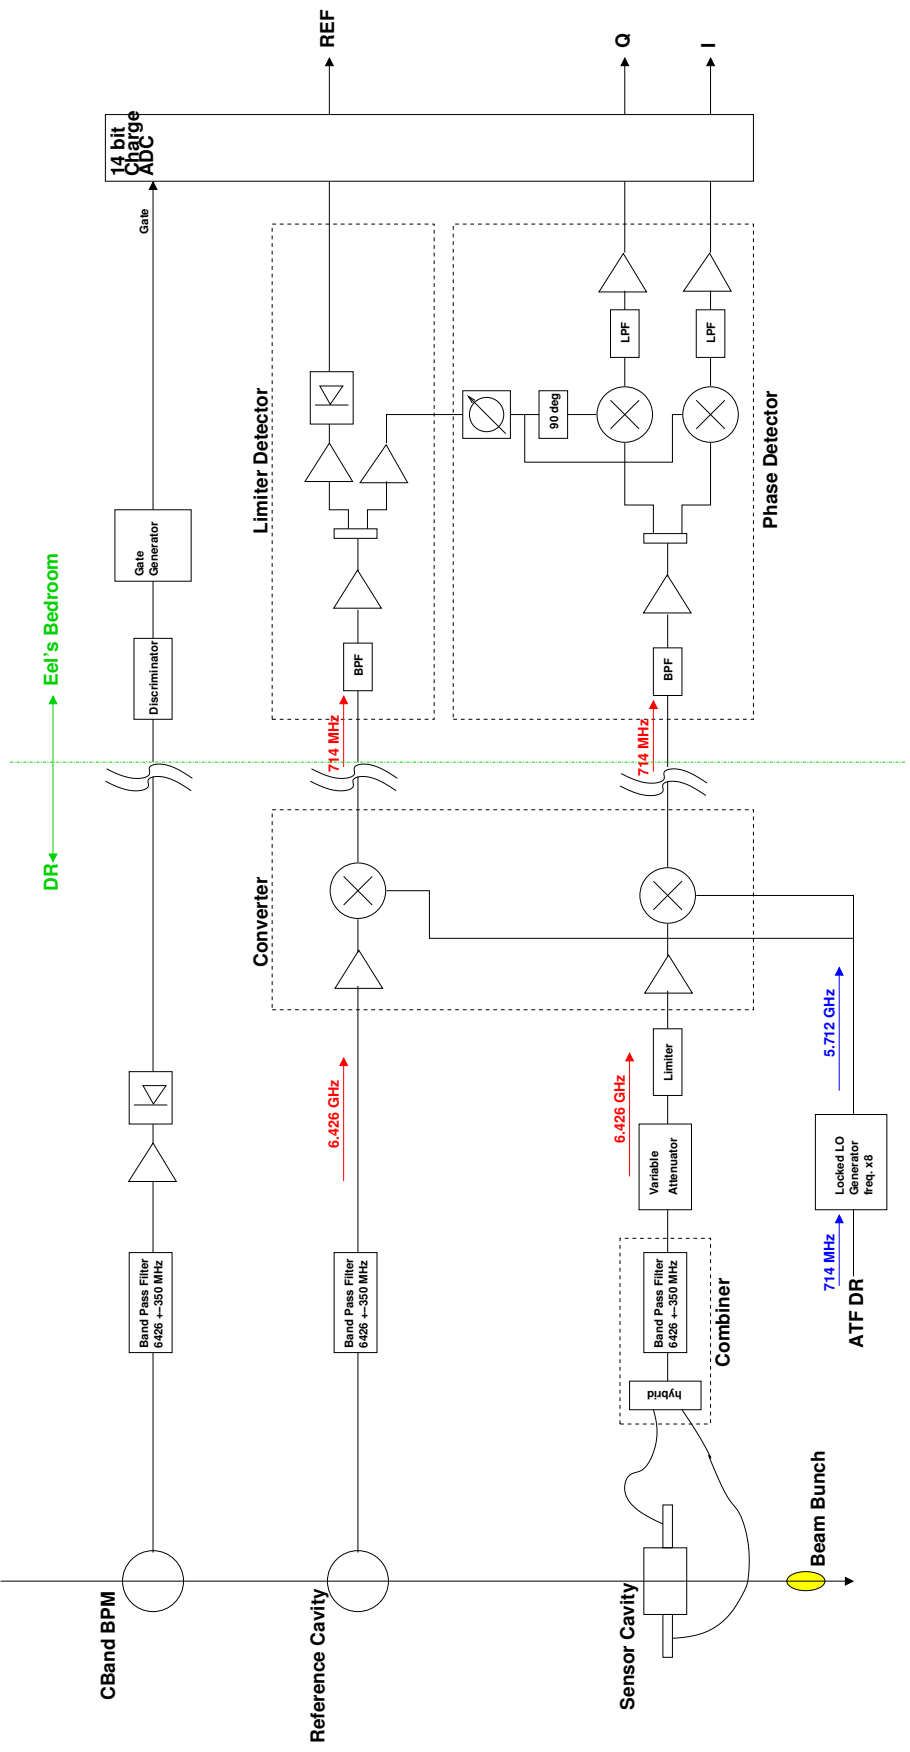 CBand BPM
Band Pass Filter
6426 +−350 MHz
DR
Eel's Bedroom
Discriminator
Gate
Generator
Gate
14 bit
Charge
ADC
Reference Cavity
Band Pass Filter
6426 +−350 MHz
6.426 GHz
Converter
714 MHz
BPF
Limiter Detector
REF
Sensor Cavity
hybrid
Band Pass Filter
6426 +−350 MHz
Combiner
Variable
Attenuator
Limiter
6.426 GHz
714 MHz
BPF
90 deg
LPF
LPF
Phase Detector
Q
I
Beam Bunch
ATF DR
714 MHz
Locked LO
Generator
freq. x8
5.712 GHz